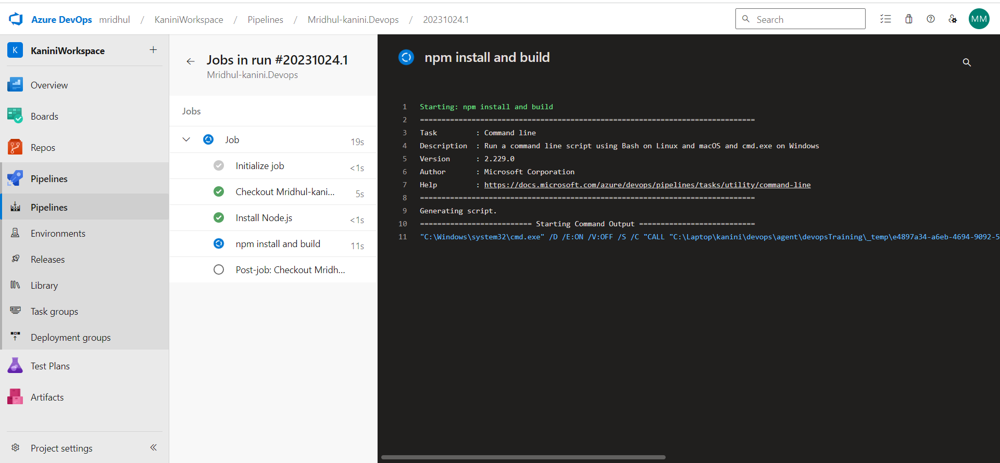 Azure DevOps mridhul / KaniniWorkspace / Pipelines / Mridhul-kanini.Devops / 20231024.1
Search
MM
K KaniniWorkspace +
Overview
Boards
Repos
Pipelines
Pipelines
Environments
Releases
Library
Task groups
Deployment groups
Test Plans
Artifacts
Project settings
Jobs in run #20231024.1
Mridhul-kanini.Devops
Jobs
Job 19s
Initialize job <1s
Checkout Mridhul-kani... 5s
Install Node.js <1s
npm install and build 11s
Post-job: Checkout Mridh...
npm install and build
1 Starting: npm install and build
2 ==============================================================================
3 Task         : Command line
4 Description  : Run a command line script using Bash on Linux and macOS and cmd.exe on Windows
5 Version      : 2.229.0
6 Author       : Microsoft Corporation
7 Help         : https://docs.microsoft.com/azure/devops/pipelines/tasks/utility/command-line
8 ==============================================================================
9 Generating script.
10 ========================== Starting Command Output ===========================
11 "C:\Windows\system32\cmd.exe" /D /E:ON /V:OFF /S /C "CALL "C:\Laptop\kanini\devops\agent\devopsTraining\_temp\e4897a34-a6eb-4694-9092-5